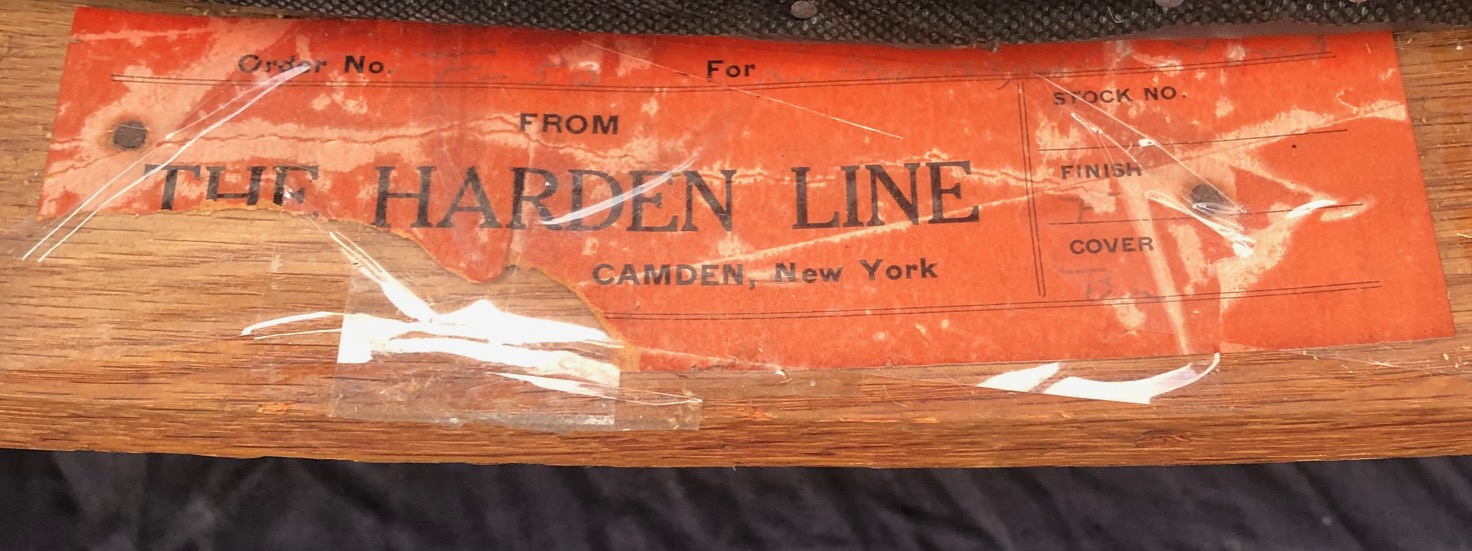 Order No. For
FROM
THE HARDEN LINE
CAMDEN, New York
STOCK NO.
FINISH
COVER